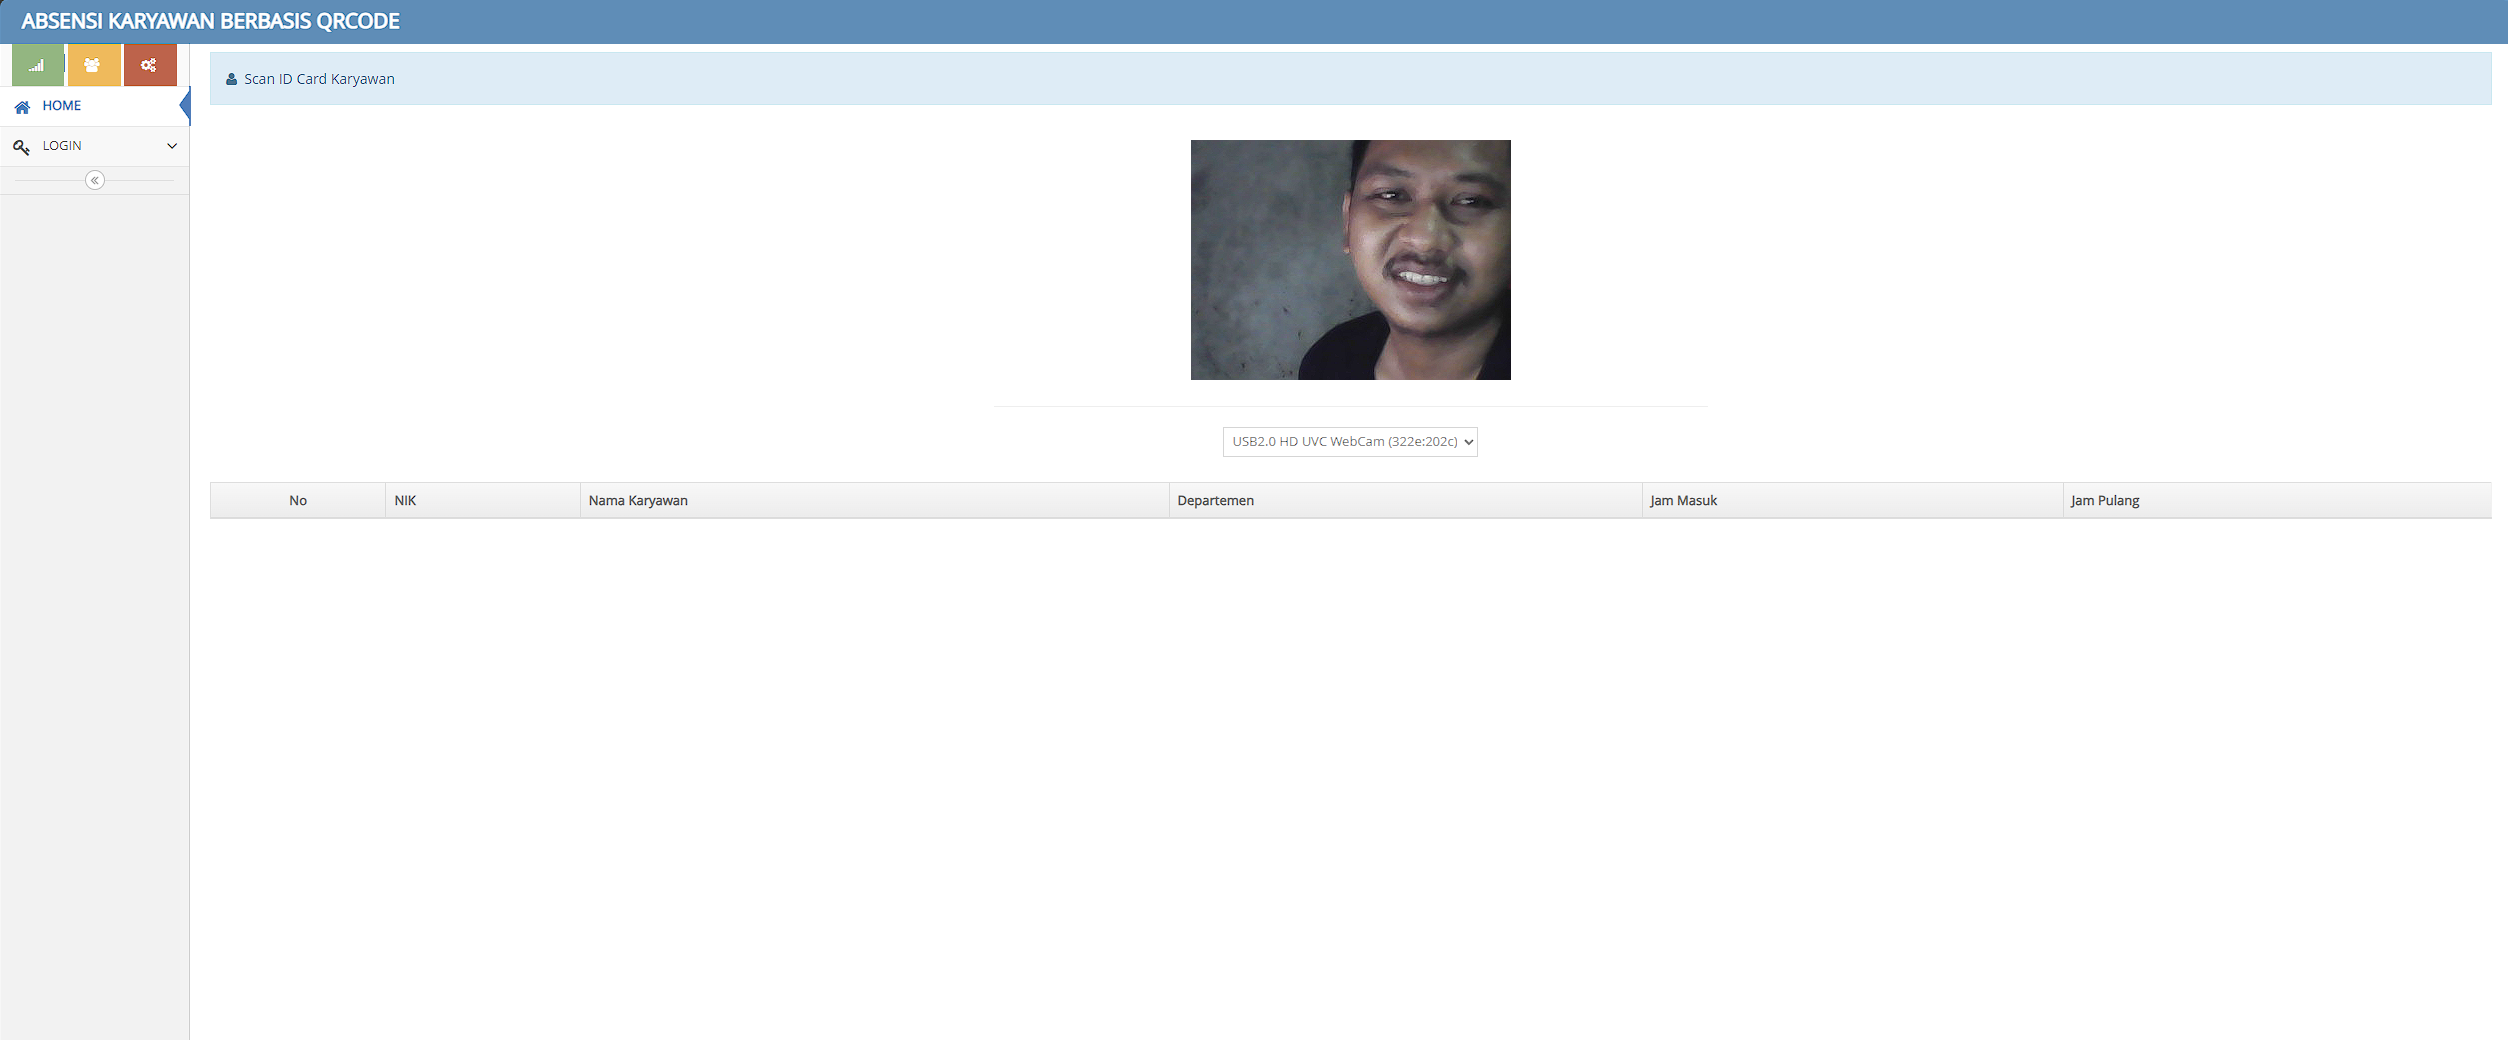 ABSENSI KARYAWAN BERBASIS QRCODE
Scan ID Card Karyawan
HOME
LOGIN
USB2.0 HD UVC WebCam (322e:202c)
No NIK Nama Karyawan Departemen Jam Masuk Jam Pulang